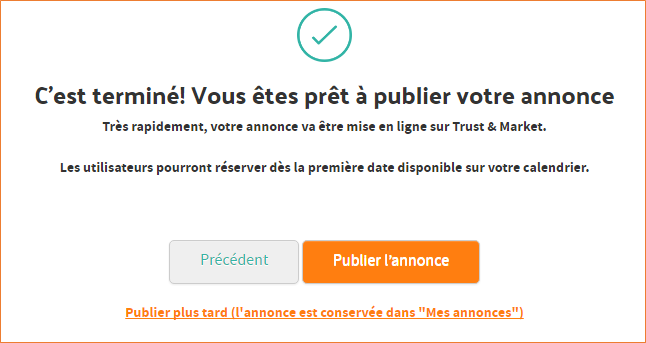 C'est terminé! Vous êtes prêt à publier votre annonce
Très rapidement, votre annonce va être mise en ligne sur Trust & Market.
Les utilisateurs pourront réserver dès la première date disponible sur votre calendrier.
Précédent
Publier l'annonce
Publier plus tard (l'annonce est conservée dans "Mes annonces")